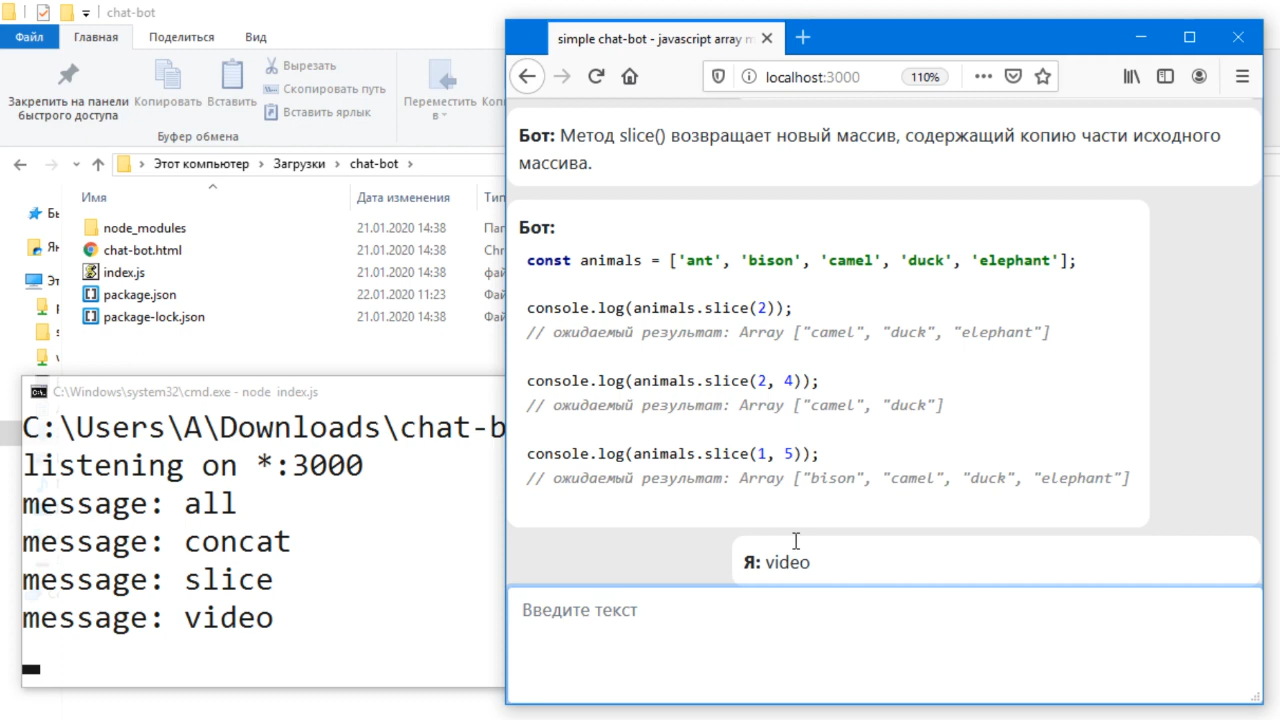 chat-bot
Файл Главная Поделиться Вид
Закрепить на панели быстрого доступа
Копировать
Вставить
Вырезать
Скопировать путь
Вставить ярлык
Переместить в
Буфер обмена
Этот компьютер Загрузки chat-bot
Имя Дата изменения
node_modules 21.01.2020 14:38
chat-bot.html 21.01.2020 14:38
index.js 21.01.2020 14:38
package.json 22.01.2020 11:23
package-lock.json 21.01.2020 14:38
C:\Windows\system32\cmd.exe - node index.js
C:\Users\A\Downloads\chat-b
listening on *:3000
message: all
message: concat
message: slice
message: video
simple chat-bot - javascript array m
localhost:3000 110%
Бот: Метод slice() возвращает новый массив, содержащий копию части исходного
массива.
Бот:
const animals = ['ant', 'bison', 'camel', 'duck', 'elephant'];
console.log(animals.slice(2));
// ожидаемый результат: Array ["camel", "duck", "elephant"]
console.log(animals.slice(2, 4));
// ожидаемый результат: Array ["camel", "duck"]
console.log(animals.slice(1, 5));
// ожидаемый результат: Array ["bison", "camel", "duck", "elephant"]
Я: video
Введите текст